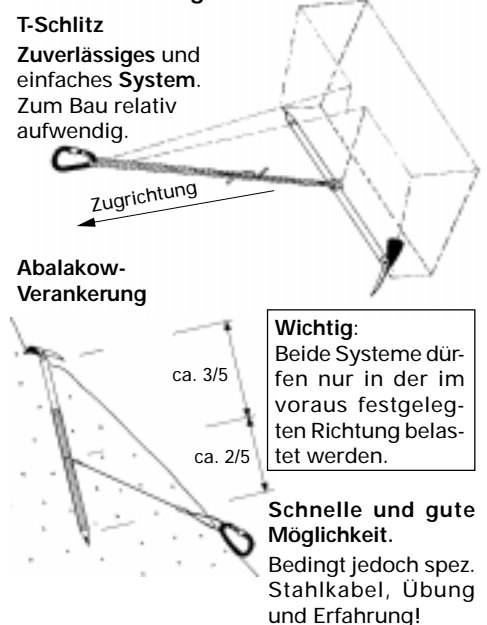 T-Schlitz
Zuverlässiges und
einfaches System.
Zum Bau relativ
aufwendig.
Zugrichtung
Abalakow-
Verankerung
ca. 3/5
ca. 2/5
Wichtig:
Beide Systeme dür-
fen nur in der im
voraus festgeleg-
ten Richtung belas-
tet werden.
Schnelle und gute
Möglichkeit.
Bedingt jedoch spez.
Stahlkabel, Übung
und Erfahrung!